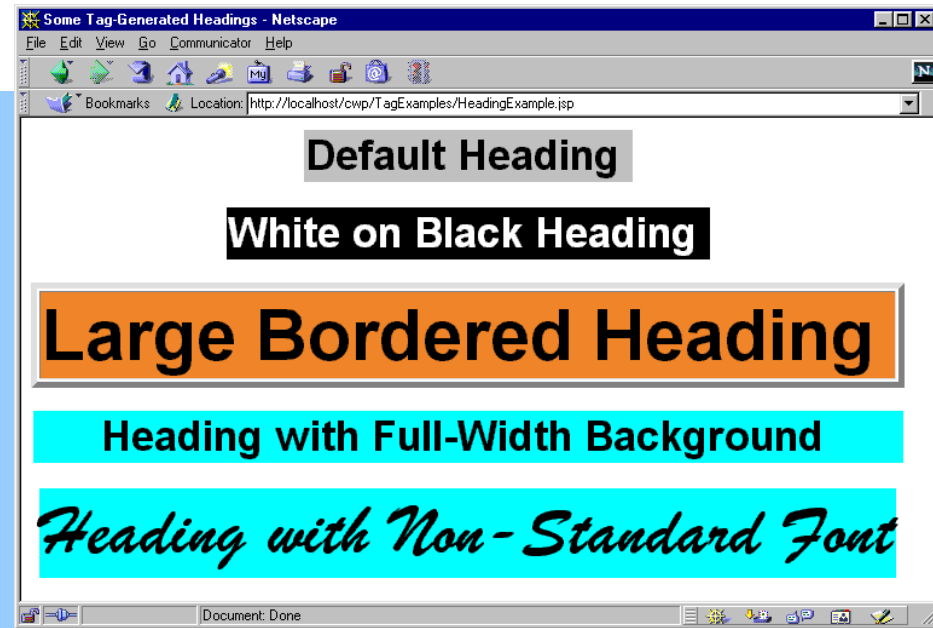 Some Tag-Generated Headings - Netscape
File Edit View Go Communicator Help
My
N
Bookmarks Location: http://localhost/cwp/TagExamples/HeadingExample.jsp
Default Heading
White on Black Heading
Large Bordered Heading
Heading with Full-Width Background
Heading with Non-Standard Font
Document: Done